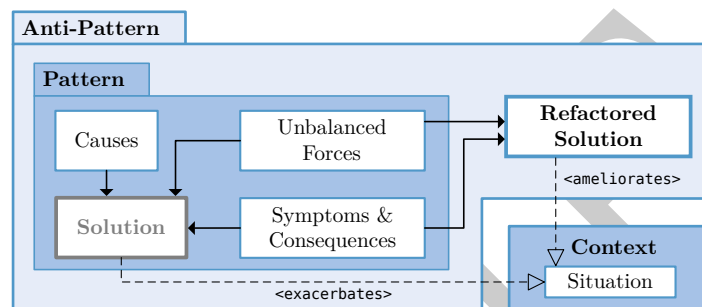 Anti-Pattern
Pattern
Causes
Unbalanced
Forces
Refactored
Solution
<ameliorates>
Solution
Symptoms &
Consequences
Context
Situation
<exacerbates>